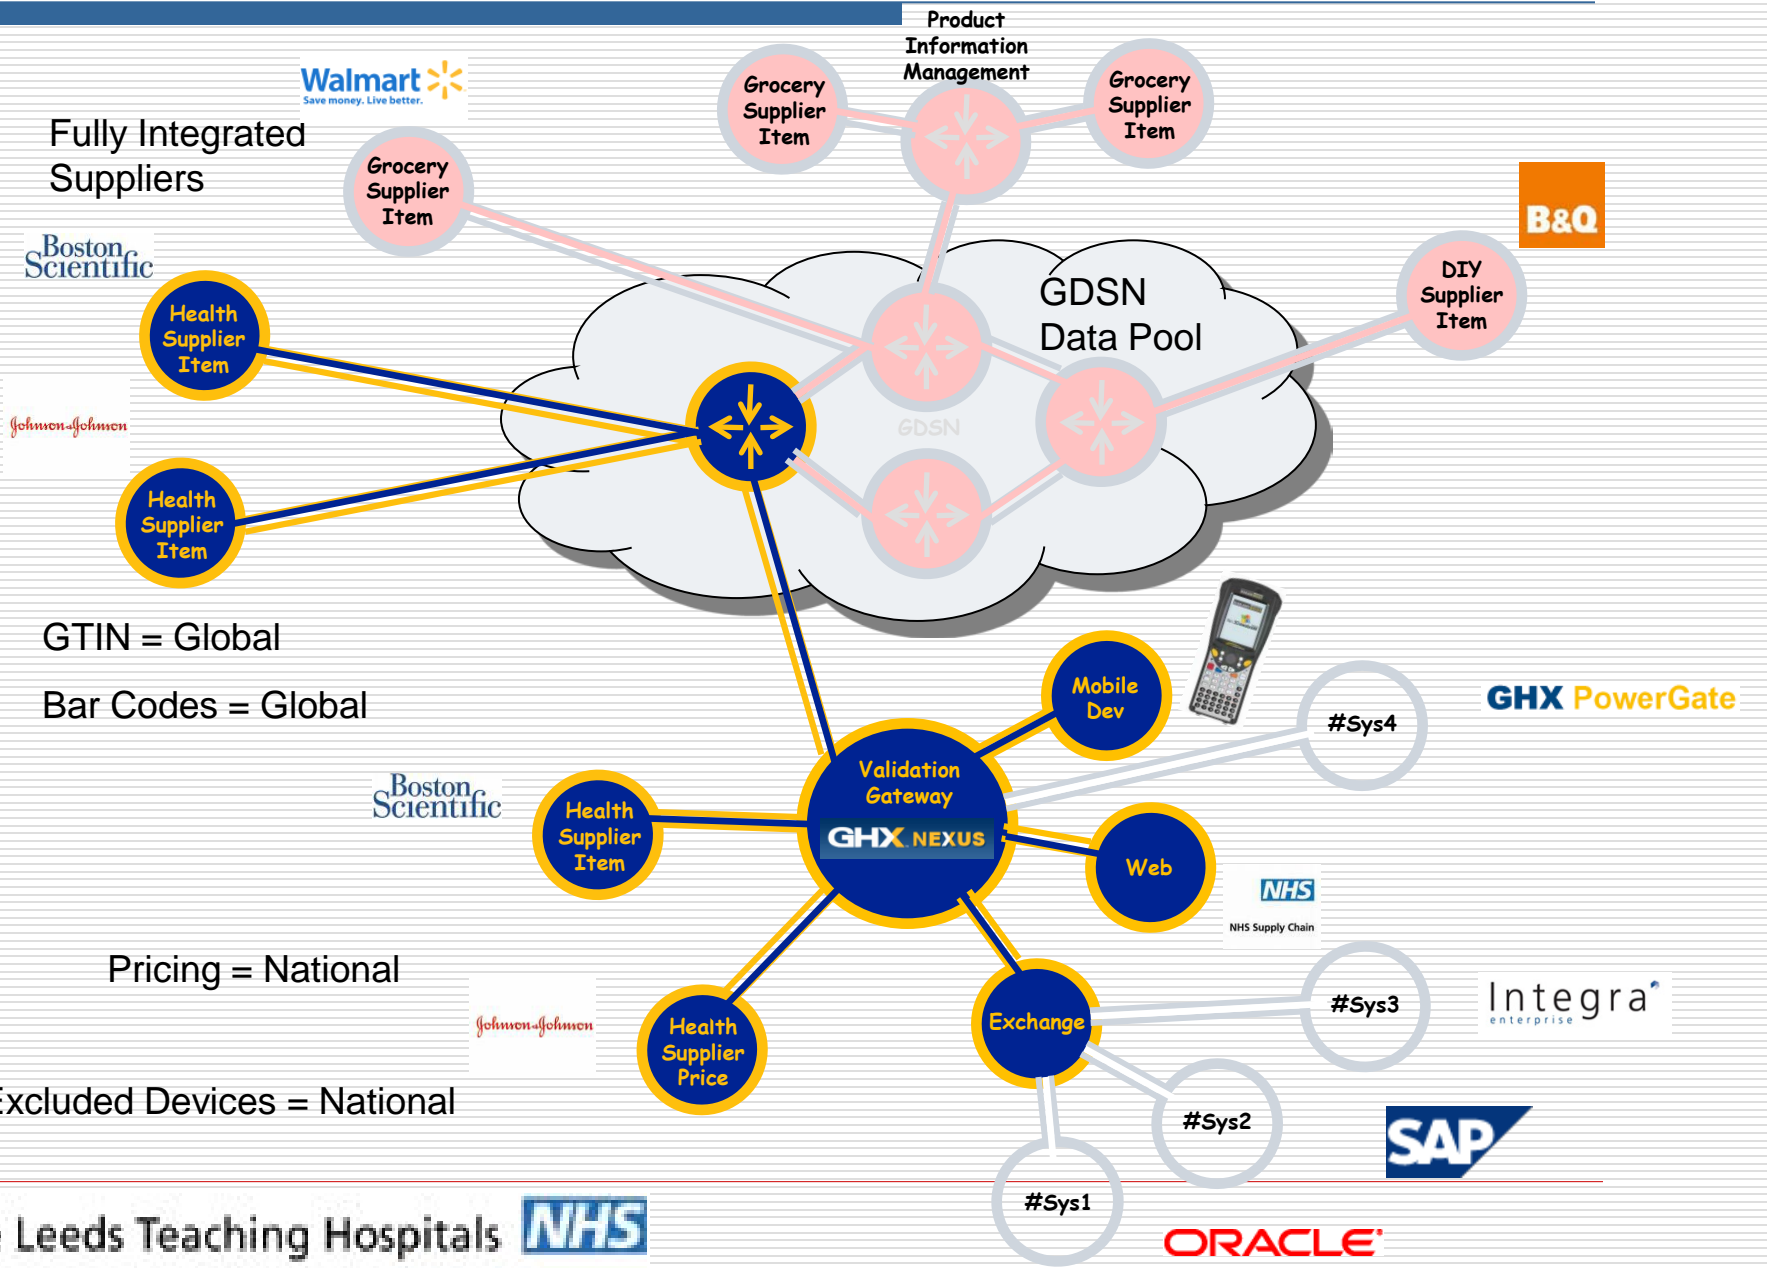 Product
Information
Management
Walmart
Save money. Live better.
Grocery
Supplier
Item
Grocery
Supplier
Item
Fully Integrated
Suppliers
Grocery
Supplier
Item
B&Q
Boston
Scientific
DIY
Supplier
Item
GDSN
Data Pool
Health
Supplier
Item
Johnson & Johnson
GDSN
Health
Supplier
Item
GTIN = Global
Bar Codes = Global
Mobile
Dev
#Sys4
GHX PowerGate
Validation
Gateway
GHX NEXUS
Boston
Scientific
Health
Supplier
Item
Web
NHS
NHS Supply Chain
Pricing = National
Johnson & Johnson
Health
Supplier
Price
Exchange
#Sys3
Integra
enterprise
Excluded Devices = National
#Sys2
SAP
#Sys1
Leeds Teaching Hospitals NHS
ORACLE